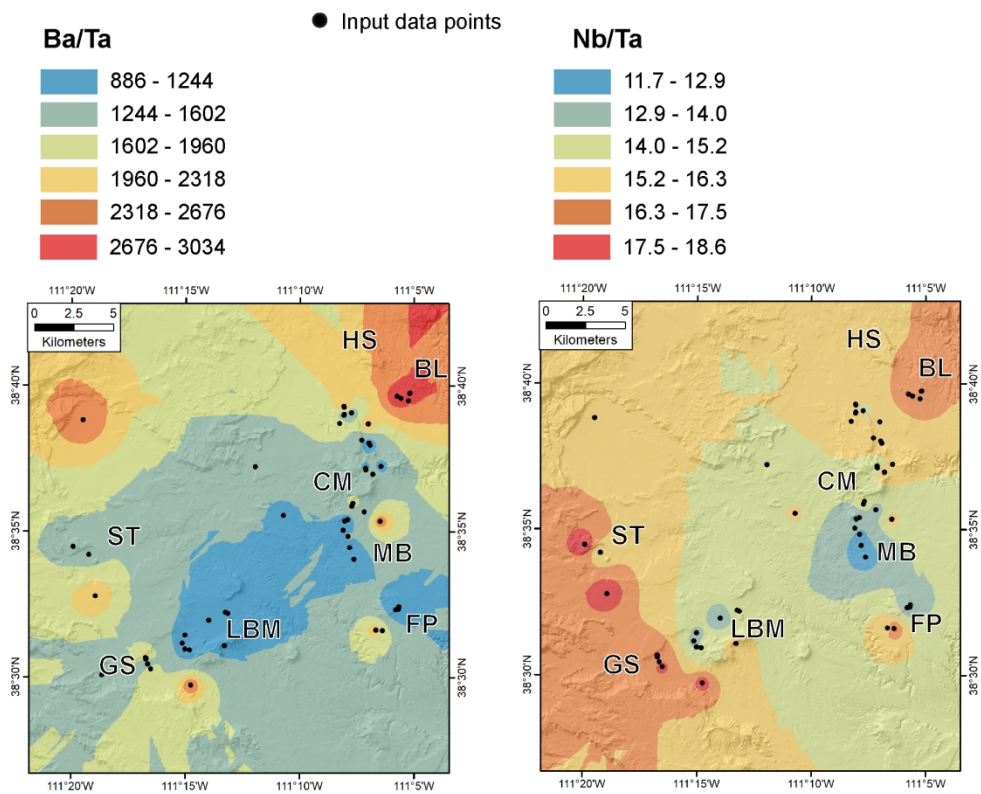 Input data points
Ba/Ta
886 - 1244
1244 - 1602
1602 - 1960
1960 - 2318
2318 - 2676
2676 - 3034
Nb/Ta
11.7 - 12.9
12.9 - 14.0
14.0 - 15.2
15.2 - 16.3
16.3 - 17.5
17.5 - 18.6
111°20'W 111°15'W 111°10'W 111°5'W
0 2.5 5
Kilometers
HS
BL
38°40'N
CM
38°35'N
ST
MB
LBM
FP
GS
38°30'N
38°40'N
38°35'N
38°30'N
111°20'W 111°15'W 111°10'W 111°5'W
111°20'W 111°15'W 111°10'W 111°5'W
0 2.5 5
Kilometers
HS
BL
38°40'N
CM
38°35'N
ST
MB
LBM
FP
GS
38°30'N
38°40'N
38°35'N
38°30'N
111°20'W 111°15'W 111°10'W 111°5'W